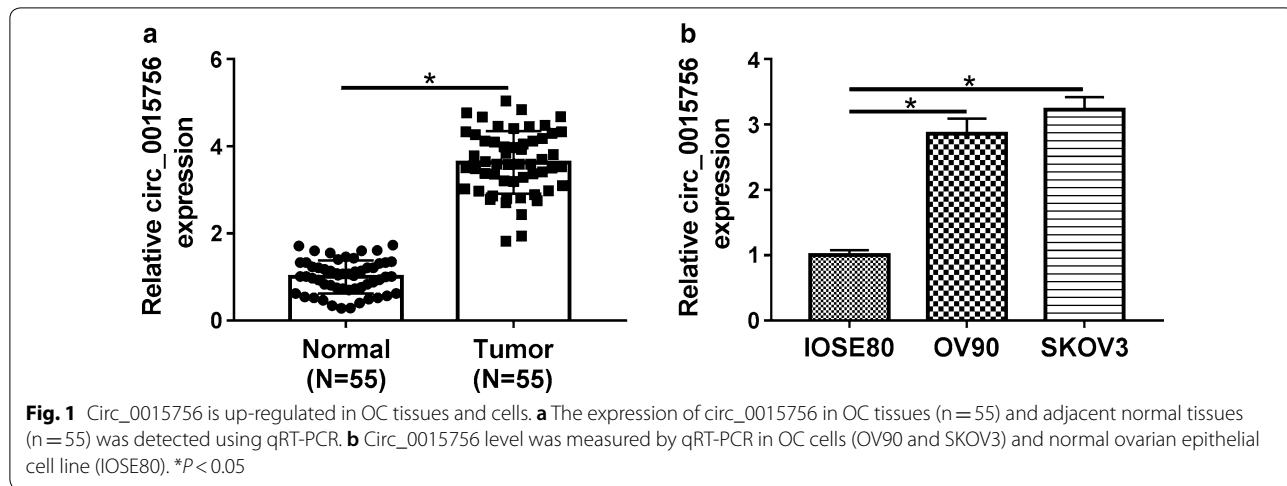 a
Relative circ_0015756
expression
6
4
2
0
*
Normal
(N=55)
Tumor
(N=55)
b
Relative circ_0015756
expression
4
3
2
1
0
*
*
IOSE80
OV90
SKOV3
Fig. 1 Circ_0015756 is up-regulated in OC tissues and cells. a The expression of circ_0015756 in OC tissues (n = 55) and adjacent normal tissues
(n = 55) was detected using qRT-PCR. b Circ_0015756 level was measured by qRT-PCR in OC cells (OV90 and SKOV3) and normal ovarian epithelial
cell line (IOSE80). *P < 0.05